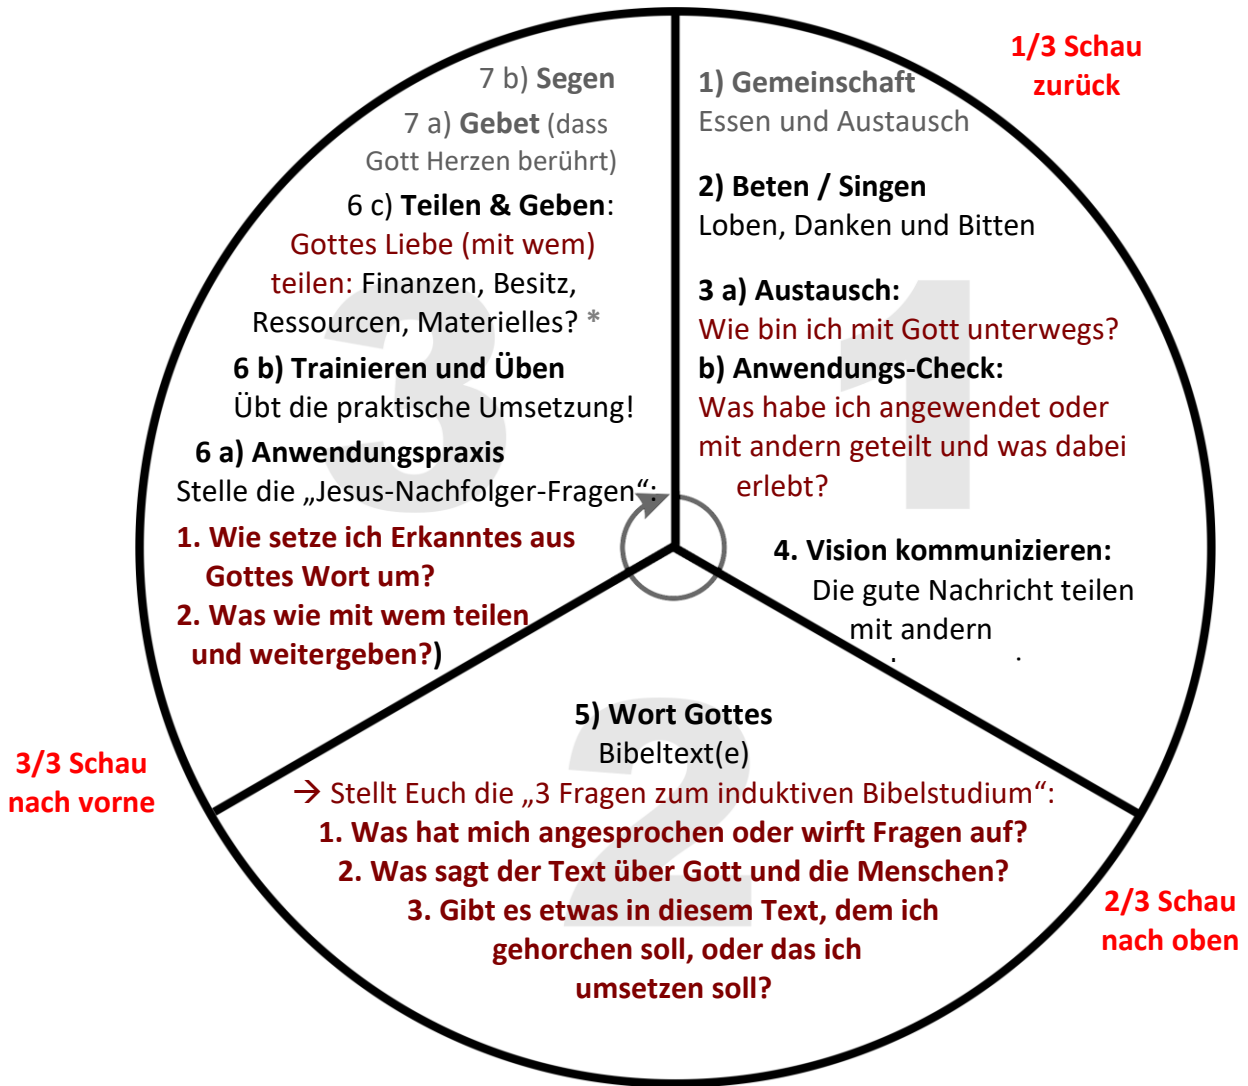 1/3 Schau
zurück
1) Gemeinschaft
Essen und Austausch
2) Beten / Singen
Loben, Danken und Bitten
3 a) Austausch:
Wie bin ich mit Gott unterwegs?
b) Anwendungs-Check:
Was habe ich angewendet oder
mit andern geteilt und was dabei
erlebt?
1
4. Vision kommunizieren:
Die gute Nachricht teilen
mit andern
2/3 Schau
nach oben
5) Wort Gottes
Bibeltext(e)
→ Stellt Euch die „3 Fragen zum induktiven Bibelstudium“:
1. Was hat mich angesprochen oder wirft Fragen auf?
2. Was sagt der Text über Gott und die Menschen?
3. Gibt es etwas in diesem Text, dem ich
gehorchen soll, oder das ich
umsetzen soll?
2
3/3 Schau
nach vorne
7 b) Segen
7 a) Gebet (dass
Gott Herzen berührt)
6 c) Teilen & Geben:
Gottes Liebe (mit wem)
teilen: Finanzen, Besitz,
Ressourcen, Materielles? *
6 b) Trainieren und Üben
Übt die praktische Umsetzung!
6 a) Anwendungspraxis
Stelle die „Jesus-Nachfolger-Fragen“:
1. Wie setze ich Erkanntes aus
Gottes Wort um?
2. Was wie mit wem teilen
und weitergeben?)
3